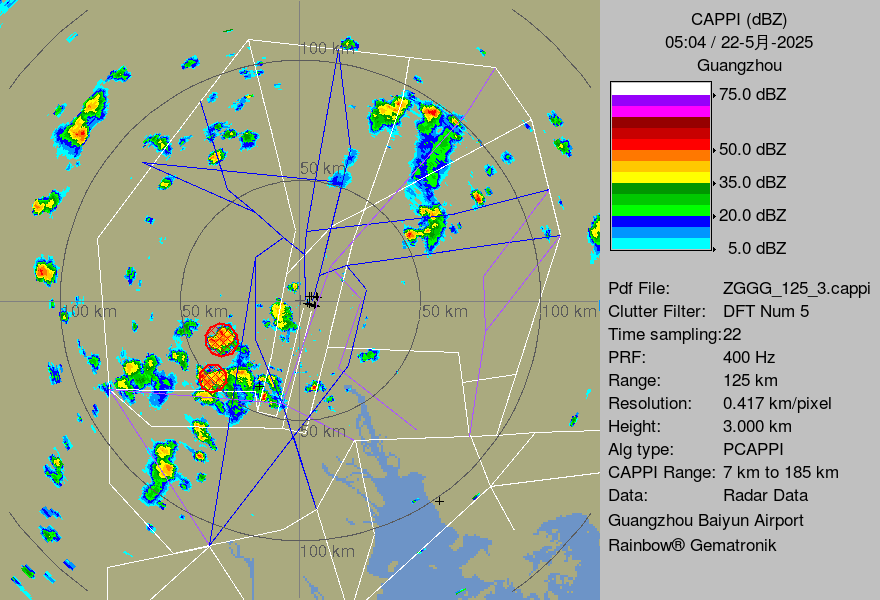 CAPPI (dBZ)
05:04 / 22-5月-2025
Guangzhou
75.0 dBZ
50.0 dBZ
35.0 dBZ
20.0 dBZ
5.0 dBZ
Pdf File: ZGGG_125_3.cappi
Clutter Filter: DFT Num 5
Time sampling:22
PRF: 400 Hz
Range: 125 km
Resolution: 0.417 km/pixel
Height: 3.000 km
Alg type: PCAPPI
CAPPI Range: 7 km to 185 km
Data: Radar Data
Guangzhou Baiyun Airport
Rainbow® Gematronik
100 km
50 km
100 km
50 km
50 km
100 km
50 km
100 km